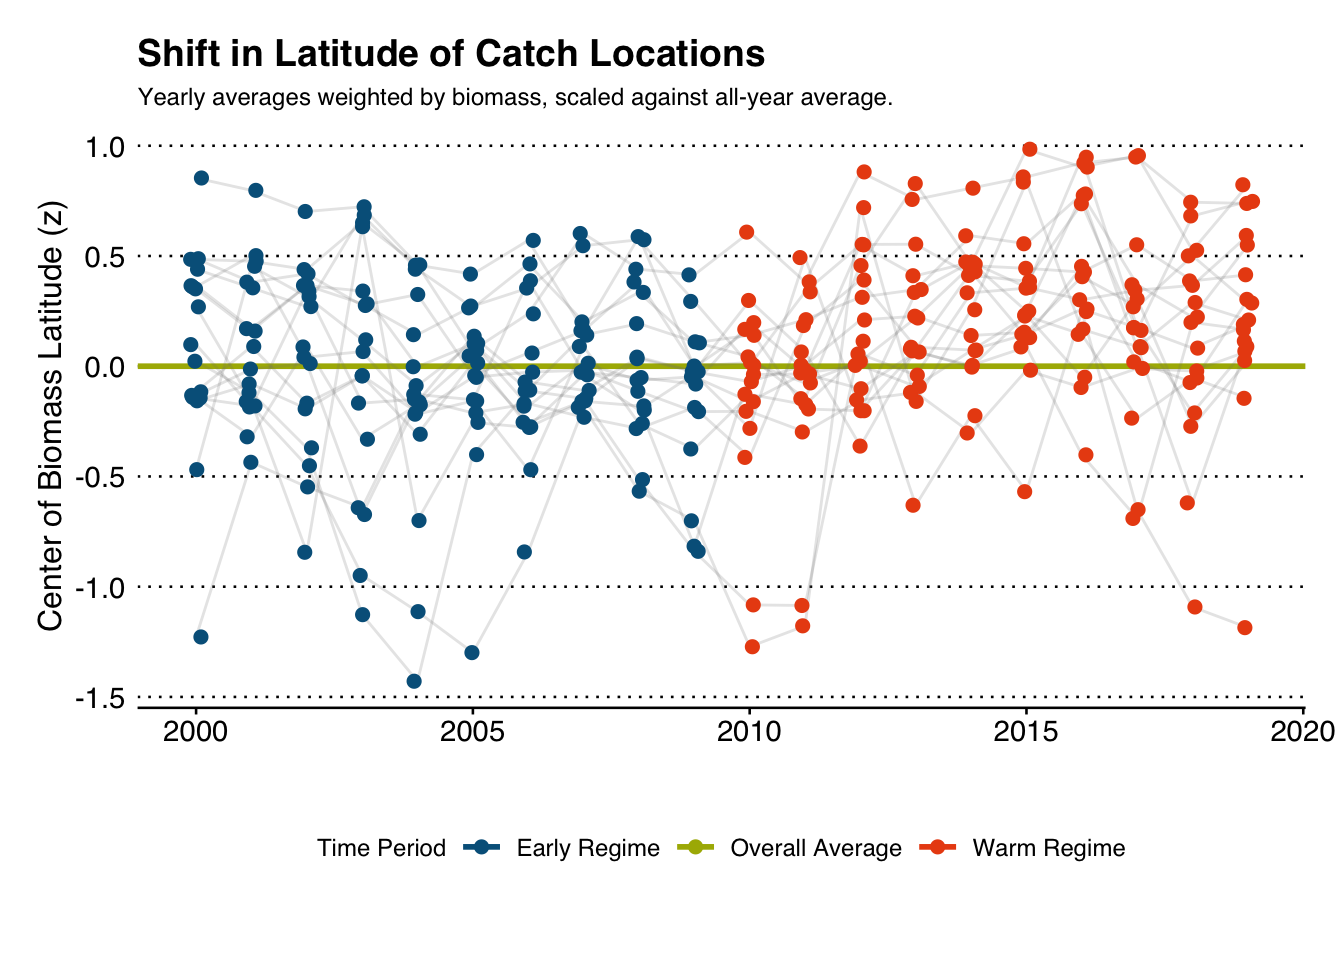 Shift in Latitude of Catch Locations
Yearly averages weighted by biomass, scaled against all-year average.
Center of Biomass Latitude (z)
1.0
0.5
0.0
-0.5
-1.0
-1.5
2000 2005 2010 2015 2020
Time Period Early Regime Overall Average Warm Regime